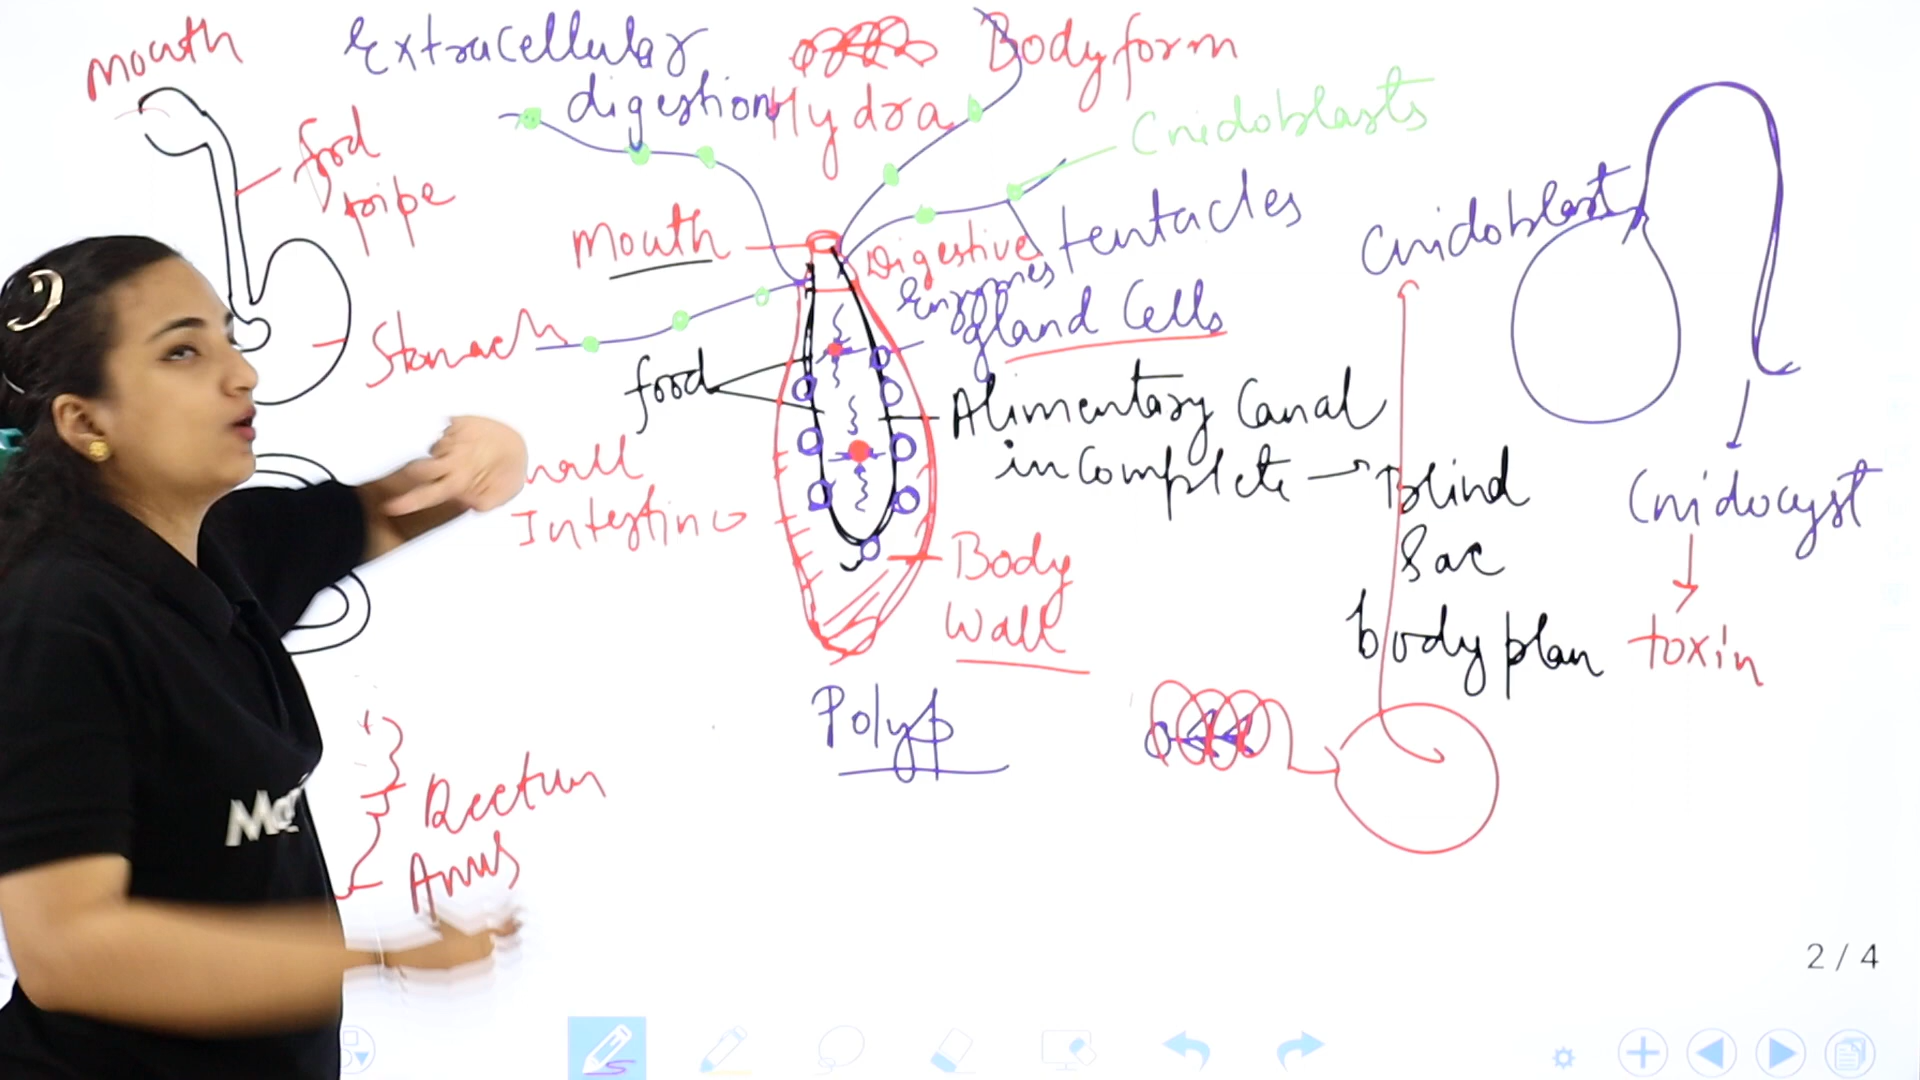 Mouth
food
pipe
Stomach
Intestine
Rectum
Anus
Extracellular
digestion
Hydra
Body form
Cnidoblasts
tentacles
Mouth
Digestive
Enzymes
gland Cells
food
Alimentary Canal
incomplete → Blind
Sac
body plan
Body
Wall
Polyp
Cnidoblast
Cnidocyst
toxin
2 / 4